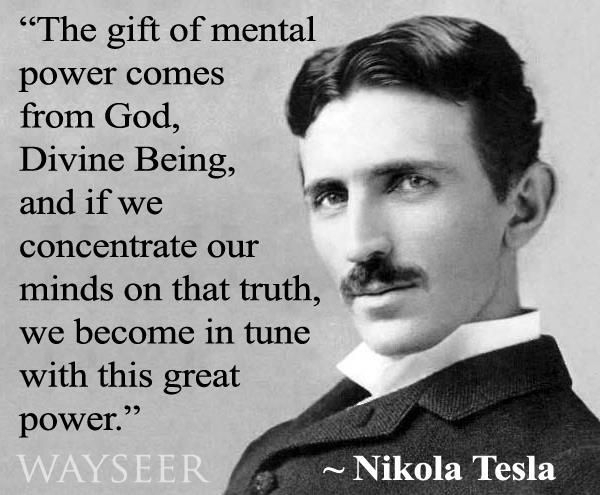 “The gift of mental
power comes
from God,
Divine Being,
and if we
concentrate our
minds on that truth,
we become in tune
with this great
power.”
WAYSEER
~ Nikola Tesla